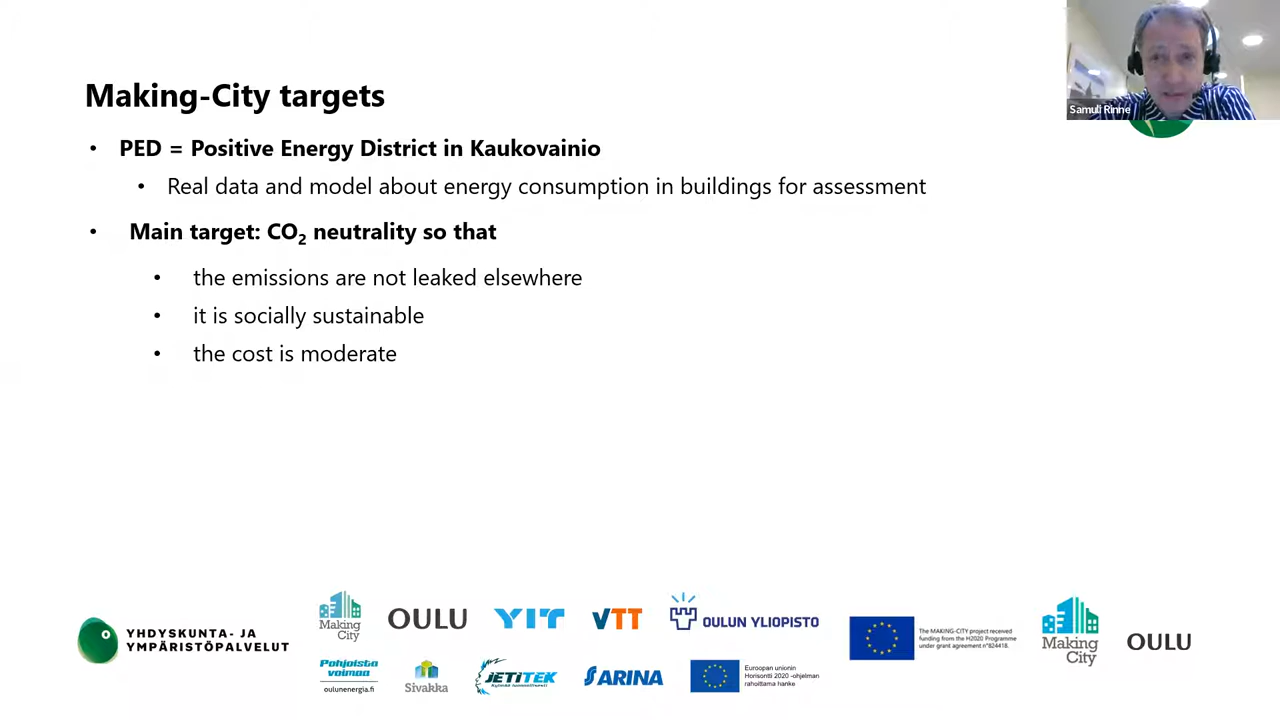 Samuli Rinne
Making-City targets
• PED = Positive Energy District in Kaukovainio
• Real data and model about energy consumption in buildings for assessment
• Main target: CO₂ neutrality so that
• the emissions are not leaked elsewhere
• it is socially sustainable
• the cost is moderate
YHDYSKUNTA- JA
YMPÄRISTÖPALVELUT
Making
City
OULU
YIT
VTT
OULUN YLIOPISTO
Pohjoista
voimaa
oulunenergia.fi
Sivakka
JETITEK
ARINA
Euroopan unionin
Horisontti 2020 -ohjelman
rahoittama hanke
The MAKING-CITY project received
funding from the H2020 Programme
under grant agreement n°824418.
Making
City
OULU